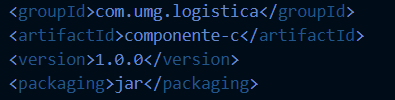 <groupId>com.umg.logistica</groupId>
<artifactId>componente-c</artifactId>
<version>1.0.0</version>
<packaging>jar</packaging>